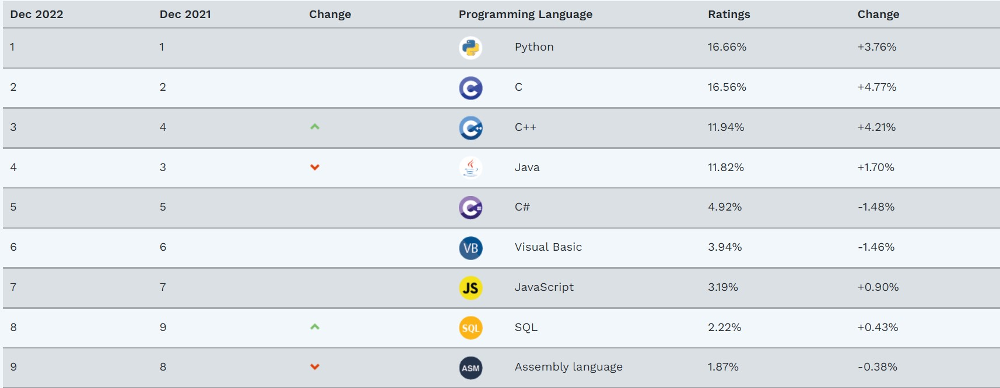 Dec 2022 Dec 2021 Change Programming Language Ratings Change
1 1 Python 16.66% +3.76%
2 2 C C 16.56% +4.77%
3 4 C++ C++ 11.94% +4.21%
4 3 Java 11.82% +1.70%
5 5 C# C# 4.92% -1.48%
6 6 VB Visual Basic 3.94% -1.46%
7 7 JS JavaScript 3.19% +0.90%
8 9 SQL SQL 2.22% +0.43%
9 8 ASM Assembly language 1.87% -0.38%